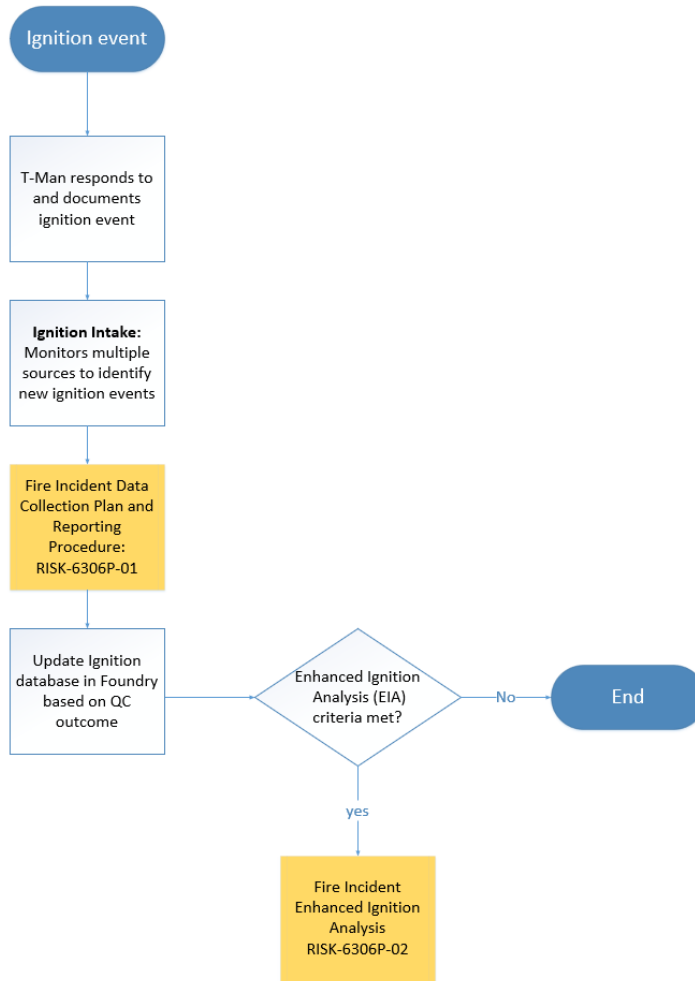 Ignition event
T-Man responds to
and documents
ignition event
Ignition Intake:
Monitors multiple
sources to identify
new ignition events
Fire Incident Data
Collection Plan and
Reporting
Procedure:
RISK-6306P-01
Update Ignition
database in Foundry
based on QC
outcome
Enhanced Ignition
Analysis (EIA)
criteria met?
No
End
yes
Fire Incident
Enhanced Ignition
Analysis
RISK-6306P-02